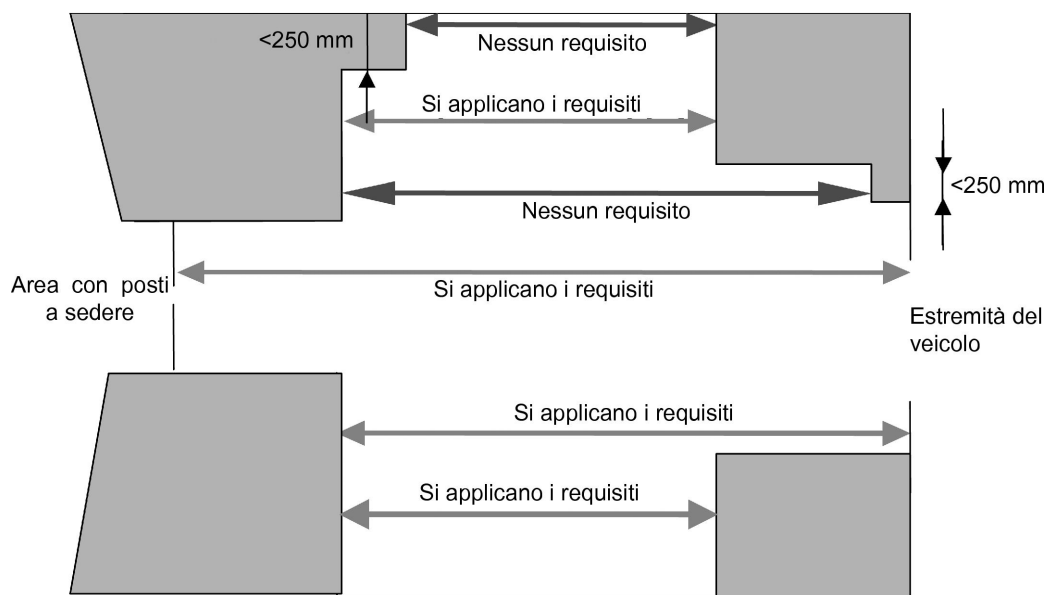 <250 mm
Nessun requisito
Si applicano i requisiti
<250 mm
Nessun requisito
Area con posti
a sedere
Si applicano i requisiti
Estremità del
veicolo
Si applicano i requisiti
Si applicano i requisiti